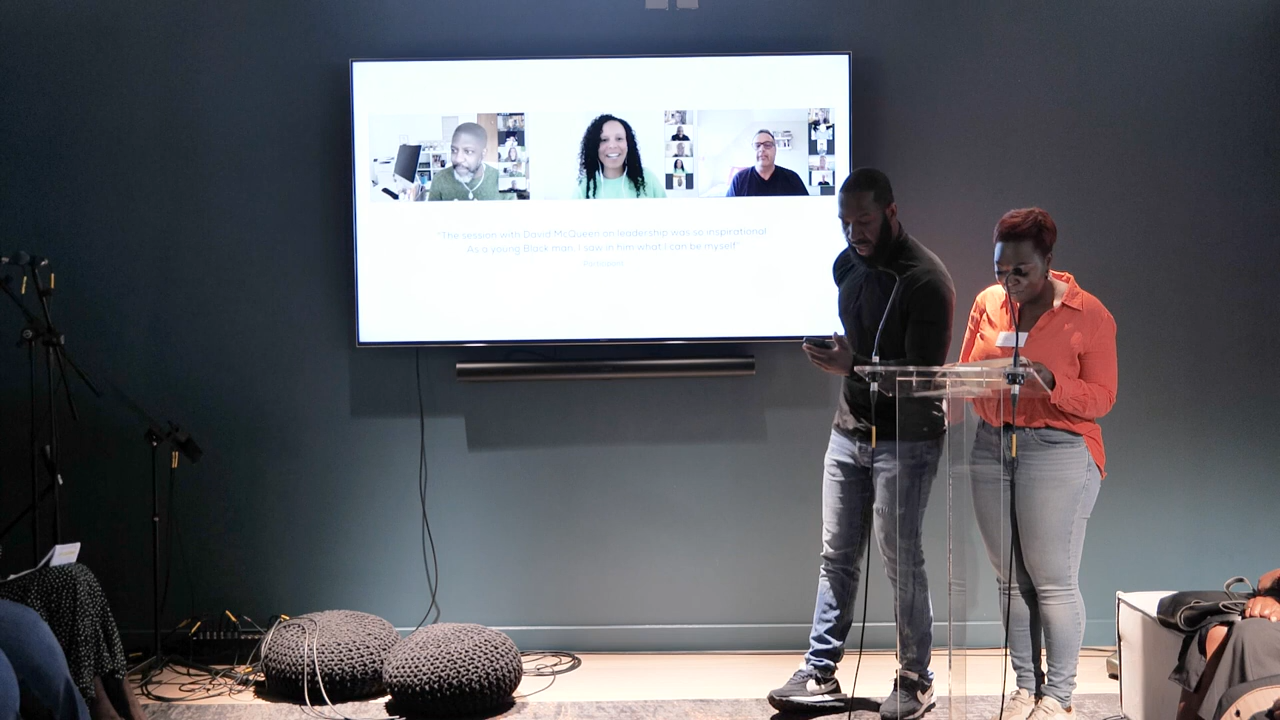 "The session with David McQueen on leadership was so inspirational.
As a young Black man, I saw in him what I can be myself"